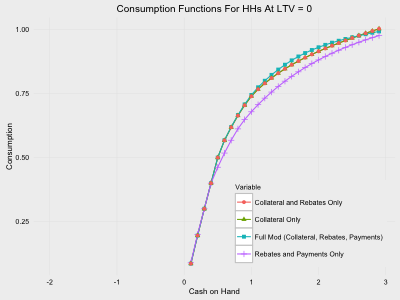 Consumption Functions For HHs At LTV = 0
1.00
0.75
0.50
0.25
Consumption
Variable
Collateral and Rebates Only
Collateral Only
Full Mod (Collateral, Rebates, Payments)
Rebates and Payments Only
-2 -1 0 1 2 3
Cash on Hand